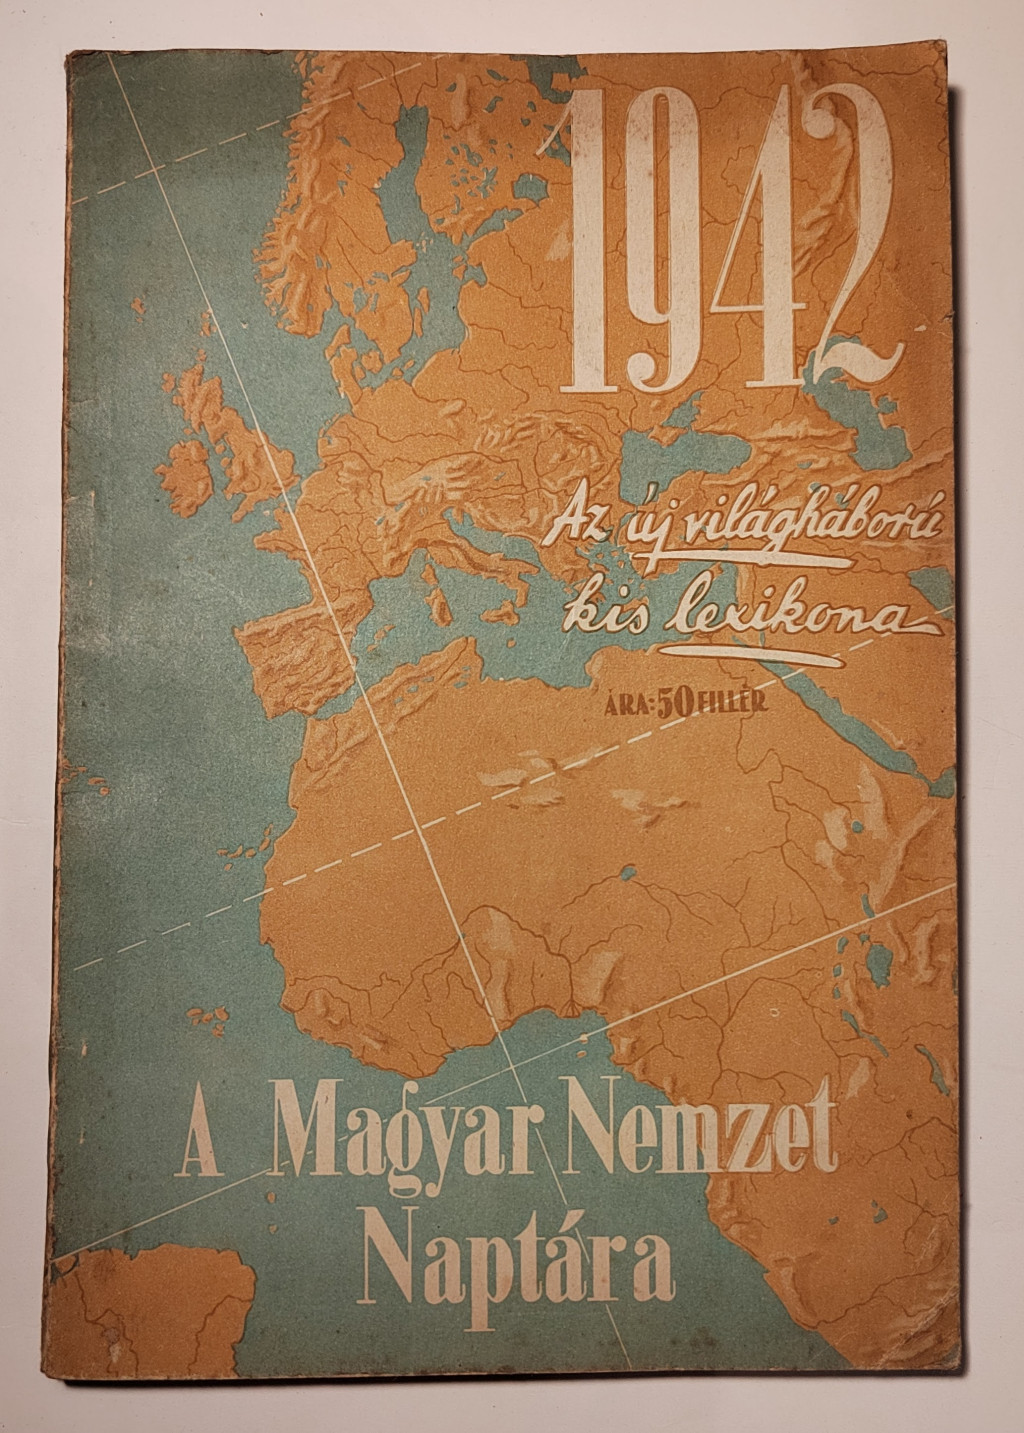 1942
Az új világháború
kis lexikona
ÁRA: 50 FILLÉR
A Magyar Nemzet
Naptára